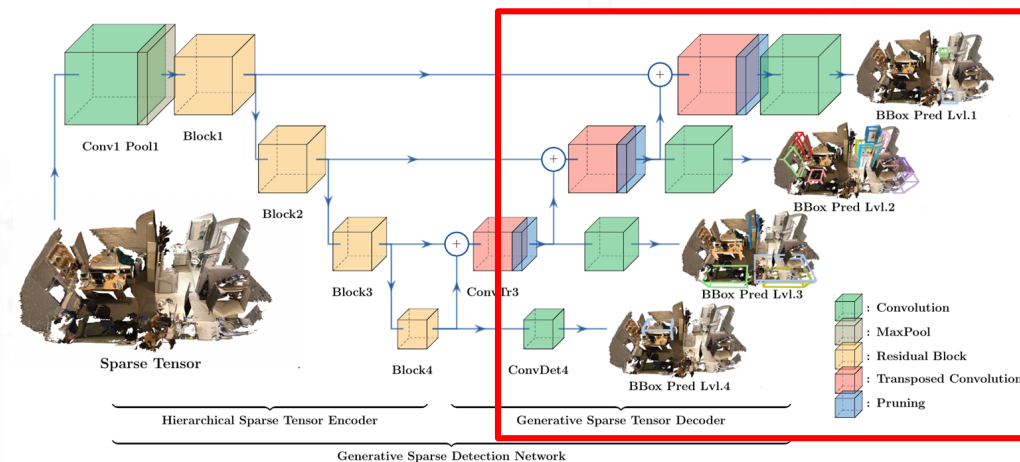 BBox Pred Lvl.1
Block1
Conv1 Pool1
BBox Pred Lvl.2
Block2
Block3
ConvTr3
BBox Pred Lvl.3
: Convolution
: MaxPool
Sparse Tensor
: Residual Block
Block4
ConvDet4
: Transposed Convolution
BBox Pred Lvl.4
: Pruning
Hierarchical Sparse Tensor Encoder
Generative Sparse Tensor Decoder
Generative Sparse Detection Network